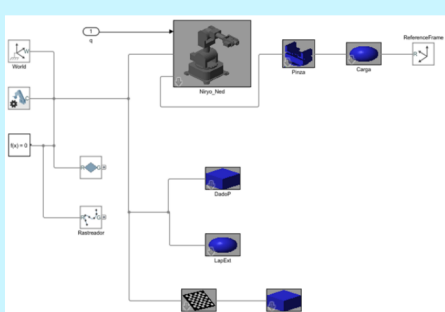 1
q
ReferenceFrame
W
World
R
Niryo_Ned
Pinza
Carga
C
f(x) = 0
DadoP
Rastreador
LapExt